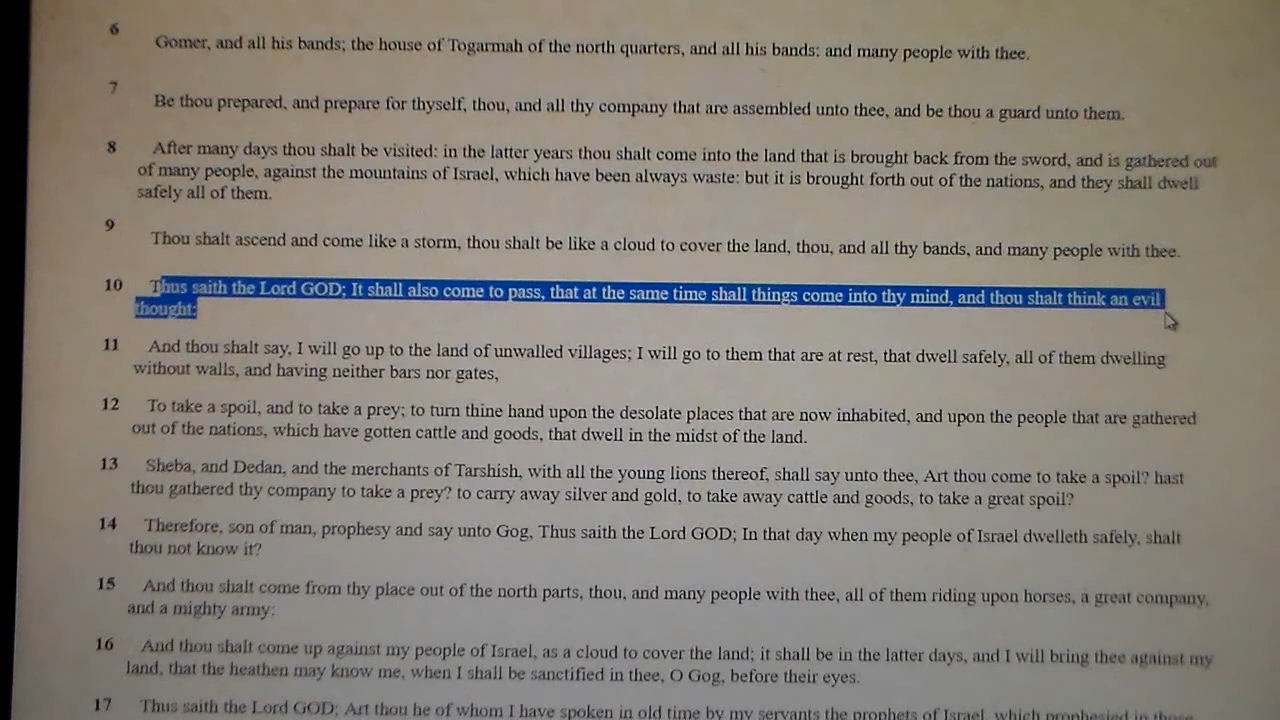 6
Gomer, and all his bands; the house of Togarmah of the north quarters, and all his bands: and many people with thee.
7
Be thou prepared, and prepare for thyself, thou, and all thy company that are assembled unto thee, and be thou a guard unto them.
8 After many days thou shalt be visited: in the latter years thou shalt come into the land that is brought back from the sword, and is gathered out
of many people, against the mountains of Israel, which have been always waste: but it is brought forth out of the nations, and they shall dwell
safely all of them.
9
Thou shalt ascend and come like a storm, thou shalt be like a cloud to cover the land, thou, and all thy bands, and many people with thee.
10 Thus saith the Lord GOD; It shall also come to pass, that at the same time shall things come into thy mind, and thou shalt think an evil
thought:
11 And thou shalt say, I will go up to the land of unwalled villages; I will go to them that are at rest, that dwell safely, all of them dwelling
without walls, and having neither bars nor gates,
12 To take a spoil, and to take a prey; to turn thine hand upon the desolate places that are now inhabited, and upon the people that are gathered
out of the nations, which have gotten cattle and goods, that dwell in the midst of the land.
13 Sheba, and Dedan, and the merchants of Tarshish, with all the young lions thereof, shall say unto thee, Art thou come to take a spoil? hast
thou gathered thy company to take a prey? to carry away silver and gold, to take away cattle and goods, to take a great spoil?
14 Therefore, son of man, prophesy and say unto Gog, Thus saith the Lord GOD; In that day when my people of Israel dwelleth safely, shalt
thou not know it?
15 And thou shalt come from thy place out of the north parts, thou, and many people with thee, all of them riding upon horses, a great company,
and a mighty army:
16 And thou shalt come up against my people of Israel, as a cloud to cover the land; it shall be in the latter days, and I will bring thee against my
land, that the heathen may know me, when I shall be sanctified in thee, O Gog, before their eyes.
17 Thus saith the Lord GOD; Art thou he of whom I have spoken in old time by my servants the prophets of Israel, which prophesied in those